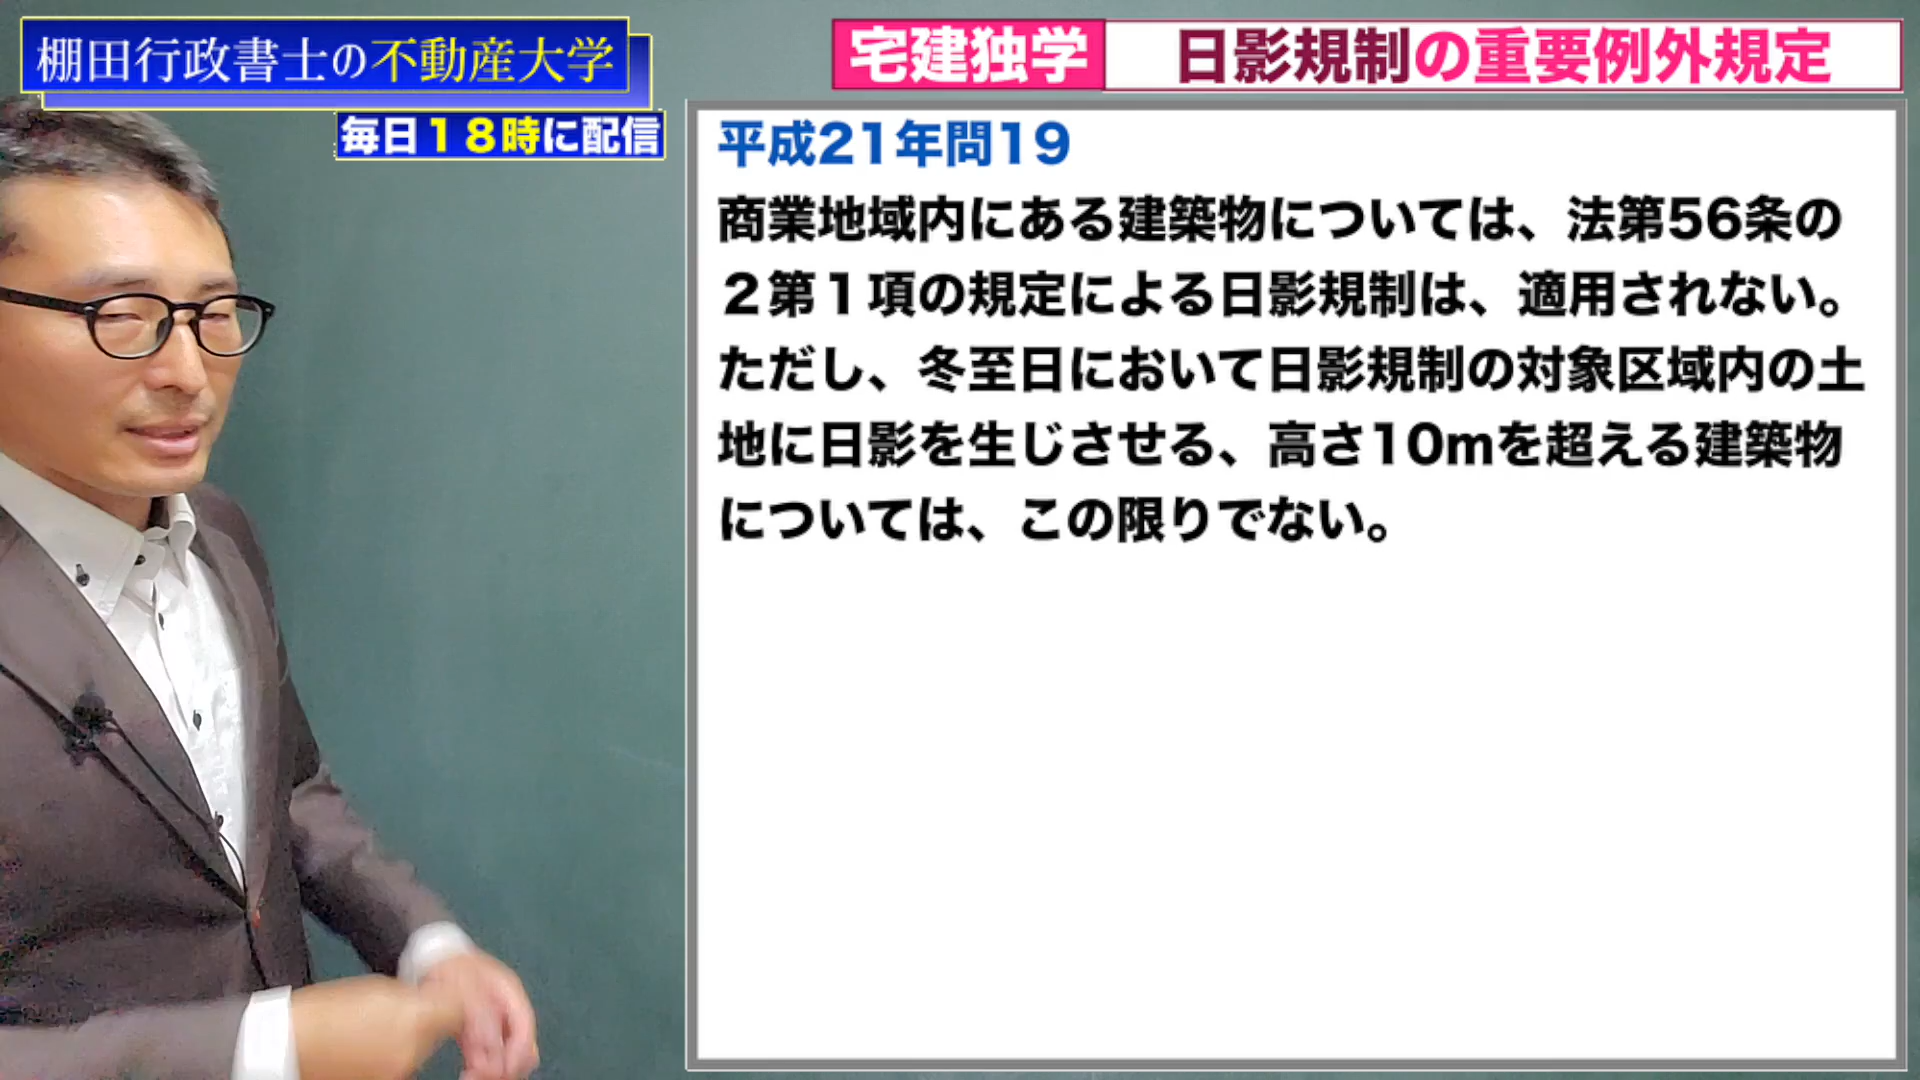 棚田行政書士の不動産大学
毎日１８時に配信
宅建独学
日影規制の重要例外規定
平成21年問19
商業地域内にある建築物については、法第56条の
２第１項の規定による日影規制は、適用されない。
ただし、冬至日において日影規制の対象区域内の土
地に日影を生じさせる、高さ10mを超える建築物
については、この限りでない。